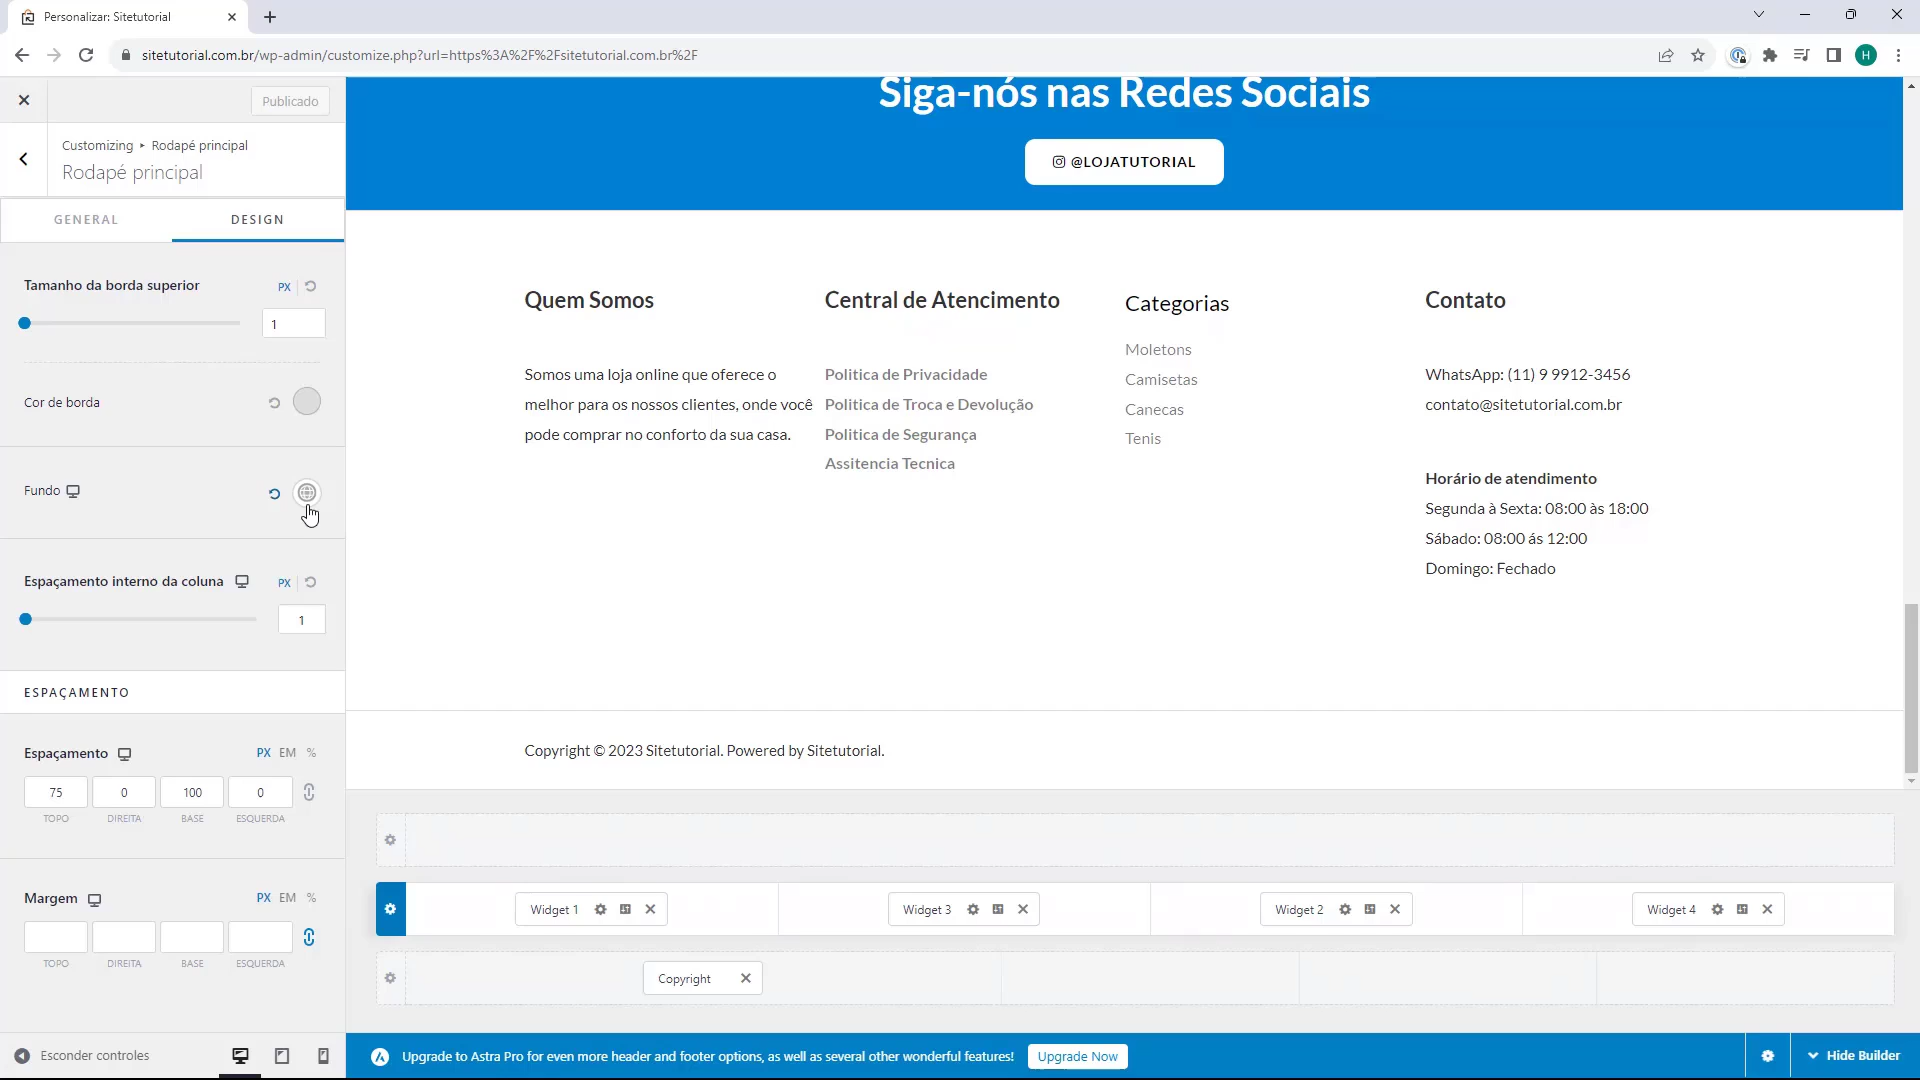 Personalizar: Sitetutorial
sitetutorial.com.br/wp-admin/customize.php?url=https%3A%2F%2Fsitetutorial.com.br%2F
H
Publicado
Customizing ▸ Rodapé principal
Rodapé principal
GENERAL
DESIGN
Tamanho da borda superior
PX
1
Cor de borda
Fundo
Espaçamento interno da coluna
PX
1
ESPAÇAMENTO
Espaçamento
PX EM %
75 0 100 0
TOPO DIREITA BASE ESQUERDA
Margem
PX EM %
TOPO DIREITA BASE ESQUERDA
Esconder controles
Siga-nós nas Redes Sociais
@LOJATUTORIAL
Quem Somos
Somos uma loja online que oferece o
melhor para os nossos clientes, onde você
pode comprar no conforto da sua casa.
Central de Atencimento
Politica de Privacidade
Politica de Troca e Devolução
Politica de Segurança
Assitencia Tecnica
Categorias
Moletons
Camisetas
Canecas
Tenis
Contato
WhatsApp: (11) 9 9912-3456
contato@sitetutorial.com.br
Horário de atendimento
Segunda à Sexta: 08:00 às 18:00
Sábado: 08:00 ás 12:00
Domingo: Fechado
Copyright © 2023 Sitetutorial. Powered by Sitetutorial.
Widget 1
Widget 3
Widget 2
Widget 4
Copyright
Upgrade to Astra Pro for even more header and footer options, as well as several other wonderful features!
Upgrade Now
Hide Builder